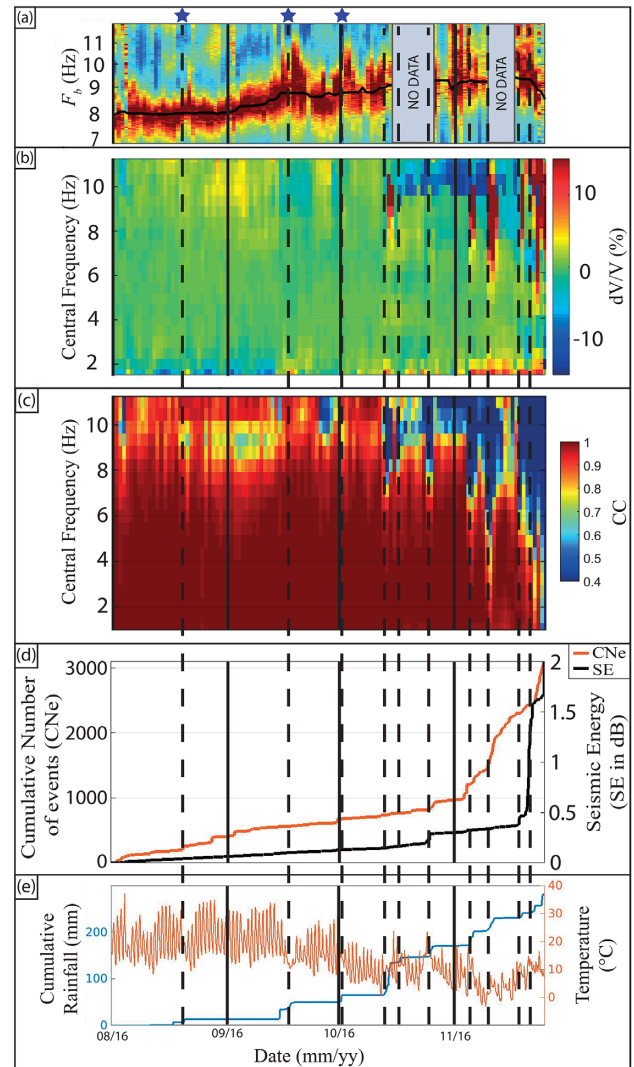 (a)
F_b (Hz)
11
10
9
8
7
NO DATA
NO DATA
(b)
Central Frequency (Hz)
10
8
6
4
2
10
0
-10
dV/V (%)
(c)
Central Frequency (Hz)
10
8
6
4
2
1
0.9
0.8
0.7
0.6
0.5
0.4
CC
(d)
Cumulative Number
of events (CNe)
3000
2000
1000
0
CNe
SE
2
1.5
1
0.5
0
Seismic Energy
(SE in dB)
(e)
Cumulative
Rainfall (mm)
200
100
0
40
30
20
10
0
Temperature
(°C)
08/16
09/16
10/16
11/16
Date (mm/yy)